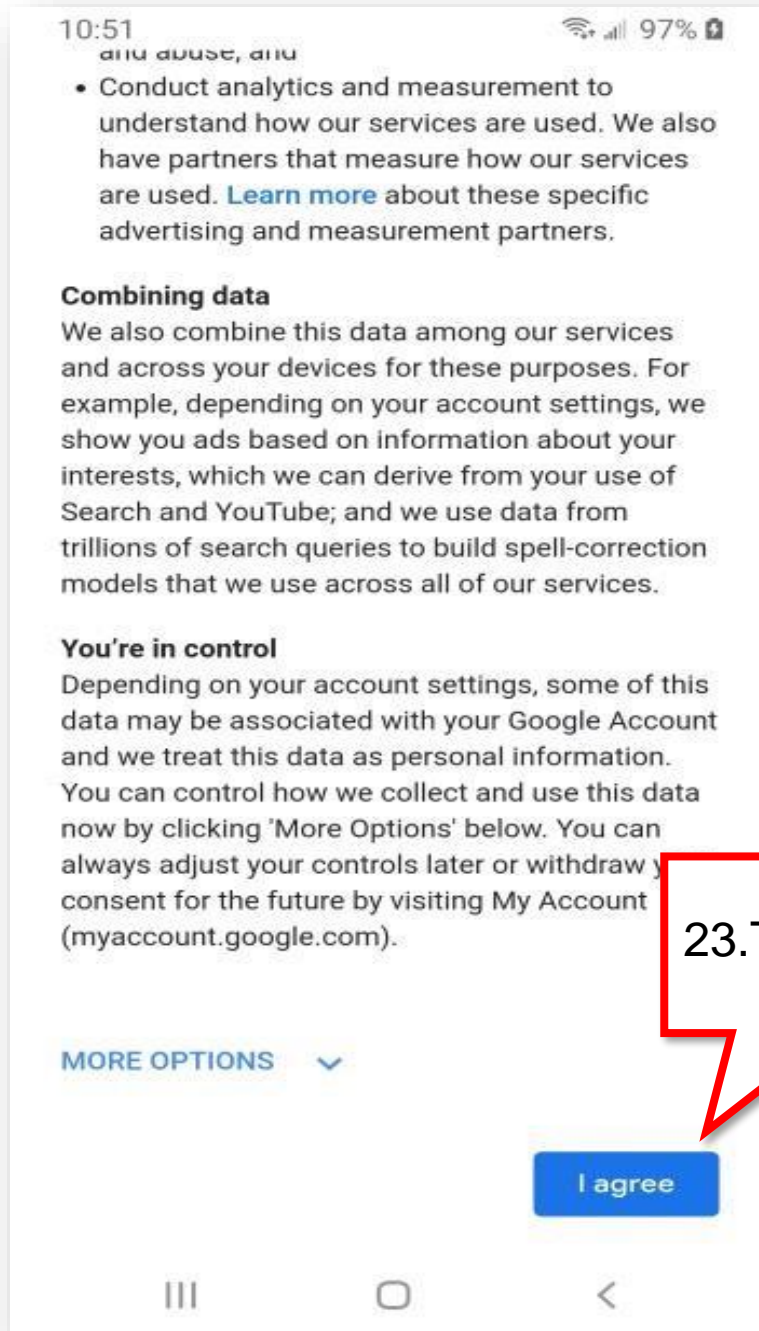 10:51 97%
and abuse, and
• Conduct analytics and measurement to
understand how our services are used. We also
have partners that measure how our services
are used. Learn more about these specific
advertising and measurement partners.
Combining data
We also combine this data among our services
and across your devices for these purposes. For
example, depending on your account settings, we
show you ads based on information about your
interests, which we can derive from your use of
Search and YouTube; and we use data from
trillions of search queries to build spell-correction
models that we use across all of our services.
You're in control
Depending on your account settings, some of this
data may be associated with your Google Account
and we treat this data as personal information.
You can control how we collect and use this data
now by clicking 'More Options' below. You can
always adjust your controls later or withdraw
consent for the future by visiting My Account
(myaccount.google.com).
23.
MORE OPTIONS
I agree